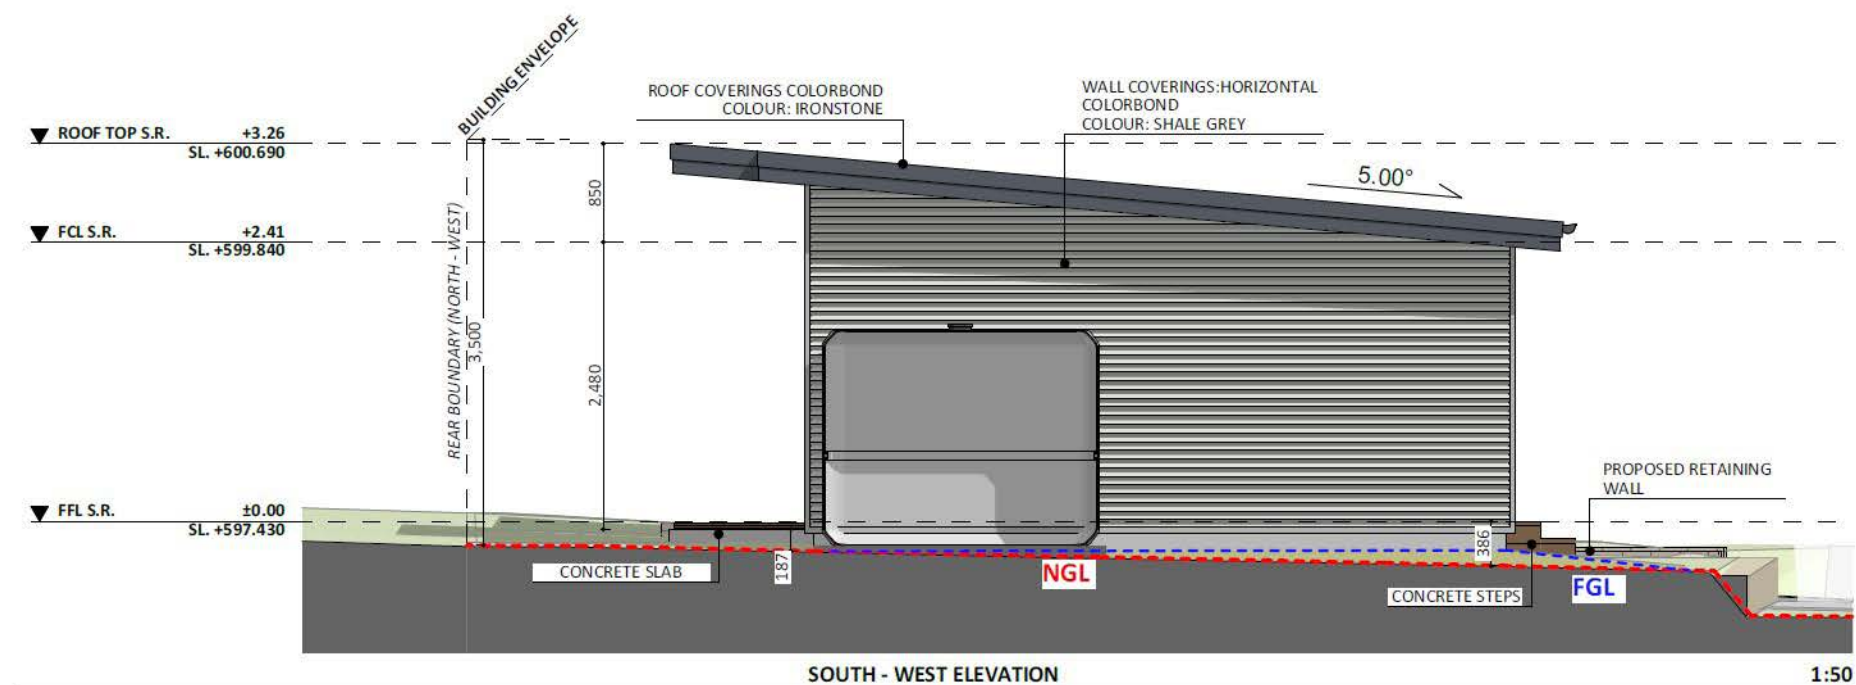 BUILDING ENVELOPE
ROOF COVERINGS COLORBOND
COLOUR: IRONSTONE
WALL COVERINGS:HORIZONTAL
COLORBOND
COLOUR: SHALE GREY
ROOF TOP S.R. +3.26
SL. +600.690
5.00°
850
FCL S.R. +2.41
SL. +599.840
REAR BOUNDARY (NORTH - WEST)
3,500
2,480
PROPOSED RETAINING
WALL
FFL S.R. ±0.00
SL. +597.430
386
187
CONCRETE SLAB
NGL
CONCRETE STEPS
FGL
SOUTH - WEST ELEVATION 1:50